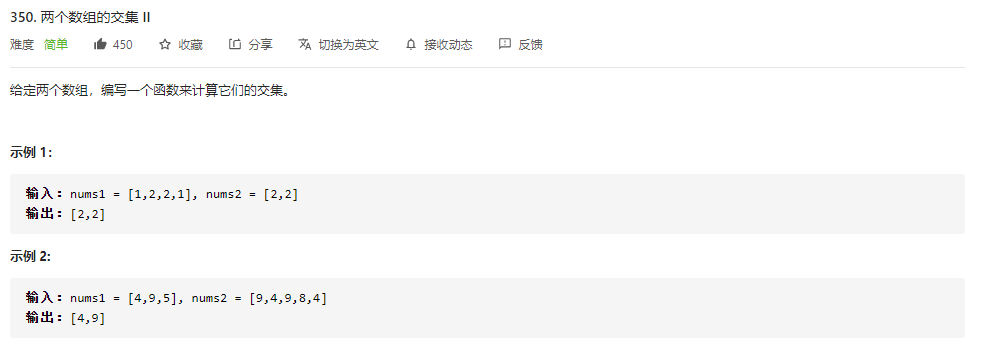 350. 两个数组的交集 II
难度 简单 450 收藏 分享 切换为英文 接收动态 反馈
给定两个数组，编写一个函数来计算它们的交集。
示例 1：
输入：nums1 = [1,2,2,1], nums2 = [2,2]
输出：[2,2]
示例 2:
输入：nums1 = [4,9,5], nums2 = [9,4,9,8,4]
输出：[4,9]